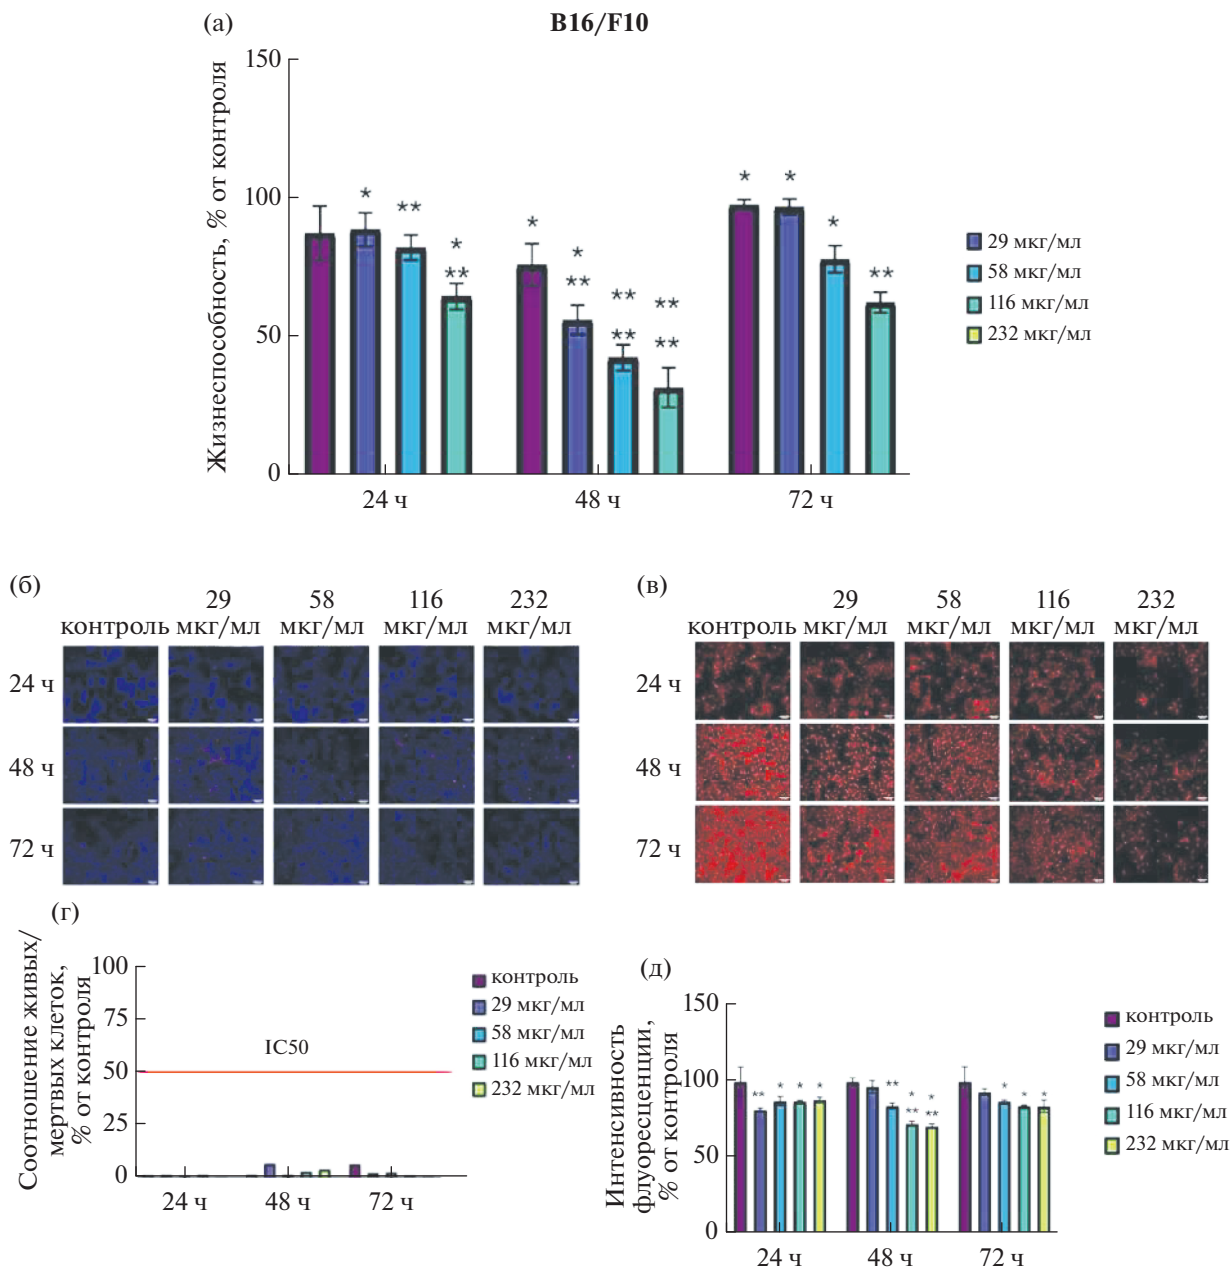 (а)
B16/F10
Жизнеспособность, % от контроля
150
100
50
0
*
**
*
**
*
*
**
**
**
**
**
*
*
*
**
24 ч
48 ч
72 ч
29 мкг/мл
58 мкг/мл
116 мкг/мл
232 мкг/мл
(б)
29 58 116 232
контроль мкг/мл мкг/мл мкг/мл мкг/мл
24 ч
48 ч
72 ч
(в)
29 58 116 232
контроль мкг/мл мкг/мл мкг/мл мкг/мл
24 ч
48 ч
72 ч
(г)
Соотношение живых/
мертвых клеток,
% от контроля
100
75
50
25
0
IC50
24 ч
48 ч
72 ч
контроль
29 мкг/мл
58 мкг/мл
116 мкг/мл
232 мкг/мл
(д)
Интенсивность
флуоресценции,
% от контроля
150
100
50
0
**
*
*
*
**
*
**
*
**
*
*
*
24 ч
48 ч
72 ч
контроль
29 мкг/мл
58 мкг/мл
116 мкг/мл
232 мкг/мл